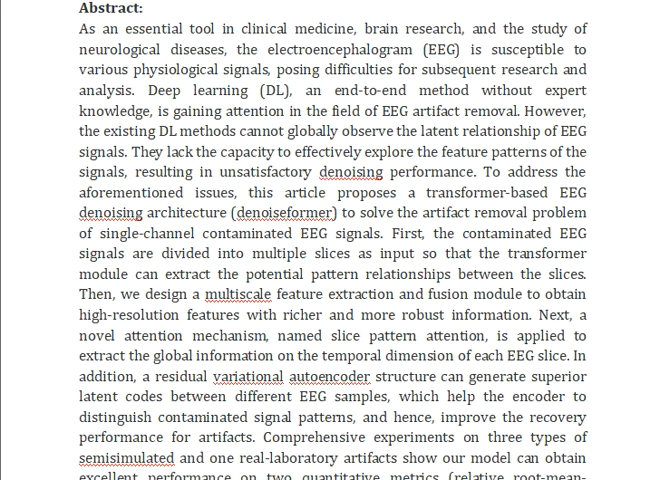 Abstract:
As an essential tool in clinical medicine, brain research, and the study of
neurological diseases, the electroencephalogram (EEG) is susceptible to
various physiological signals, posing difficulties for subsequent research and
analysis. Deep learning (DL), an end-to-end method without expert
knowledge, is gaining attention in the field of EEG artifact removal. However,
the existing DL methods cannot globally observe the latent relationship of EEG
signals. They lack the capacity to effectively explore the feature patterns of the
signals, resulting in unsatisfactory denoising performance. To address the
aforementioned issues, this article proposes a transformer-based EEG
denoising architecture (denoiseformer) to solve the artifact removal problem
of single-channel contaminated EEG signals. First, the contaminated EEG
signals are divided into multiple slices as input so that the transformer
module can extract the potential pattern relationships between the slices.
Then, we design a multiscale feature extraction and fusion module to obtain
high-resolution features with richer and more robust information. Next, a
novel attention mechanism, named slice pattern attention, is applied to
extract the global information on the temporal dimension of each EEG slice. In
addition, a residual variational autoencoder structure can generate superior
latent codes between different EEG samples, which help the encoder to
distinguish contaminated signal patterns, and hence, improve the recovery
performance for artifacts. Comprehensive experiments on three types of
semisimulated and one real-laboratory artifacts show our model can obtain
excellent performance on two quantitative metrics (relative root-mean-